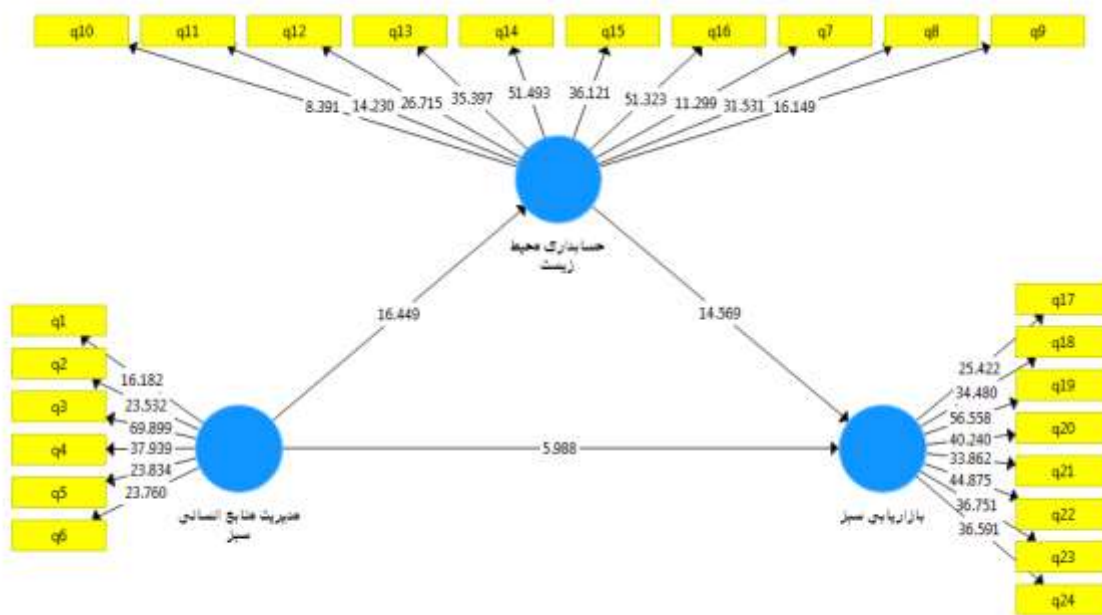 q10 q11 q12 q13 q14 q15 q16 q7 q8 q9
8.391 14.230 26.715 35.397 51.493 36.121 51.323 11.299 31.531 16.149
حسابداری محیط
زیست
16.449
14.569
q1
q2
q3
q4
q5
q6
16.182
23.532
69.899
37.939
23.834
23.760
مدیریت منابع انسانی
سبز
5.988
بازاریابی سبز
25.422
34.480
56.558
40.240
33.862
44.875
36.751
36.591
q17
q18
q19
q20
q21
q22
q23
q24